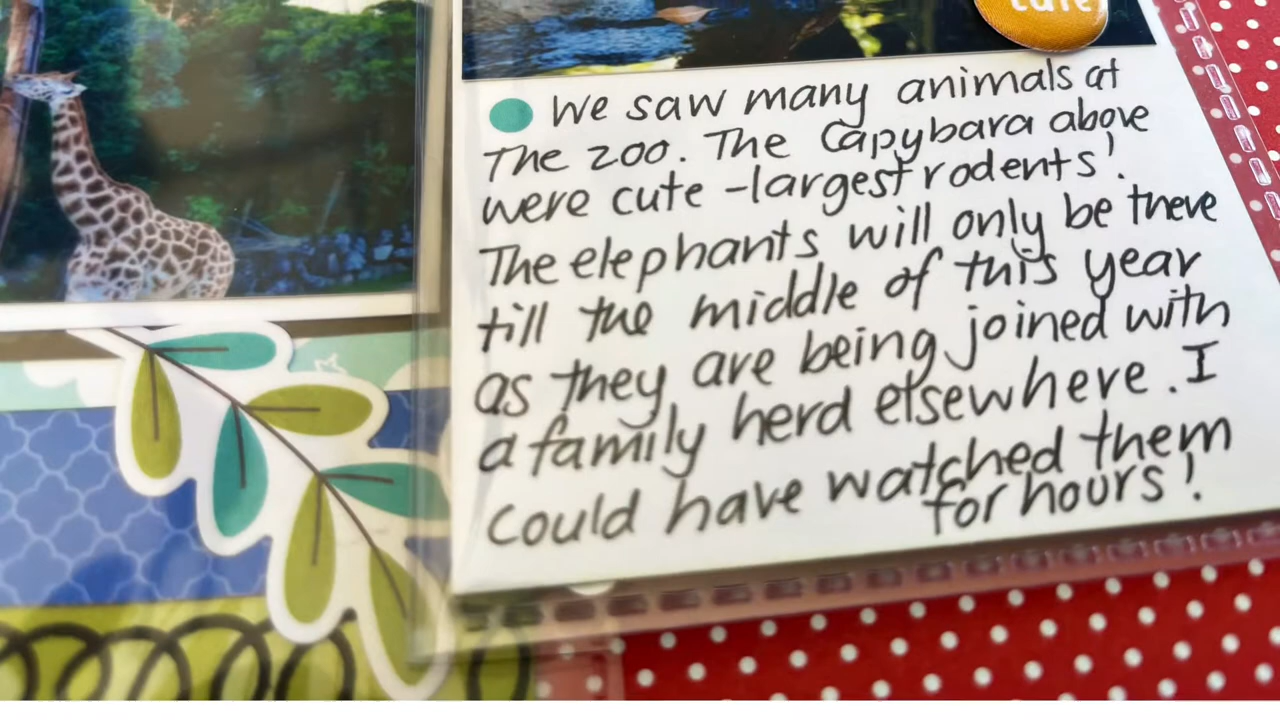 cute
We saw many animals at
The zoo. The Capybara above
were cute - largest rodents!
The elephants will only be there
till the middle of this year
as they are being joined with
a family herd elsewhere. I
could have watched them
for hours!